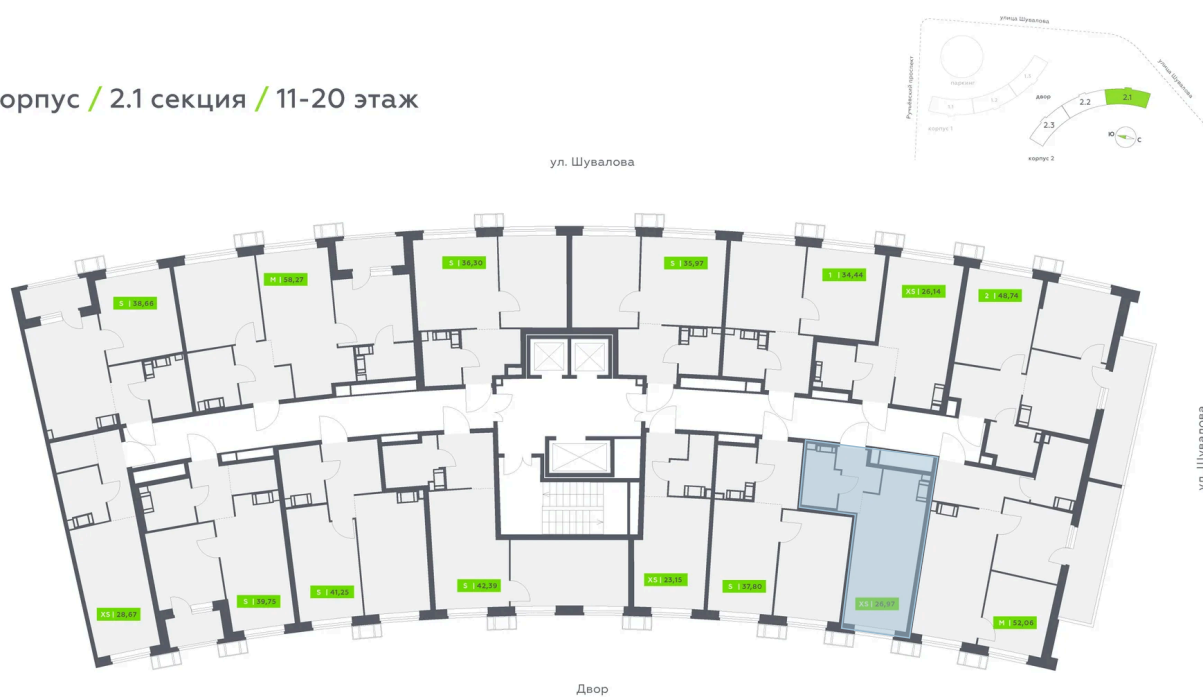 улица Шувалова
улица Шувалова
Ручьёвский проспект
паркинг
1.3
1.2
1.1
корпус 1
двор
2.1
2.2
2.3
Ю
С
корпус 2
орпус / 2.1 секция / 11-20 этаж
ул. Шувалова
S | 36,30
S | 35,97
M | 58,27
1 | 34,44
XS | 26,14
2 | 48,74
S | 38,66
XS | 28,67
S | 39,75
S | 41,25
S | 42,39
XS | 23,15
S | 37,80
XS | 28,97
M | 52,06
ул. Шувалова
Двор